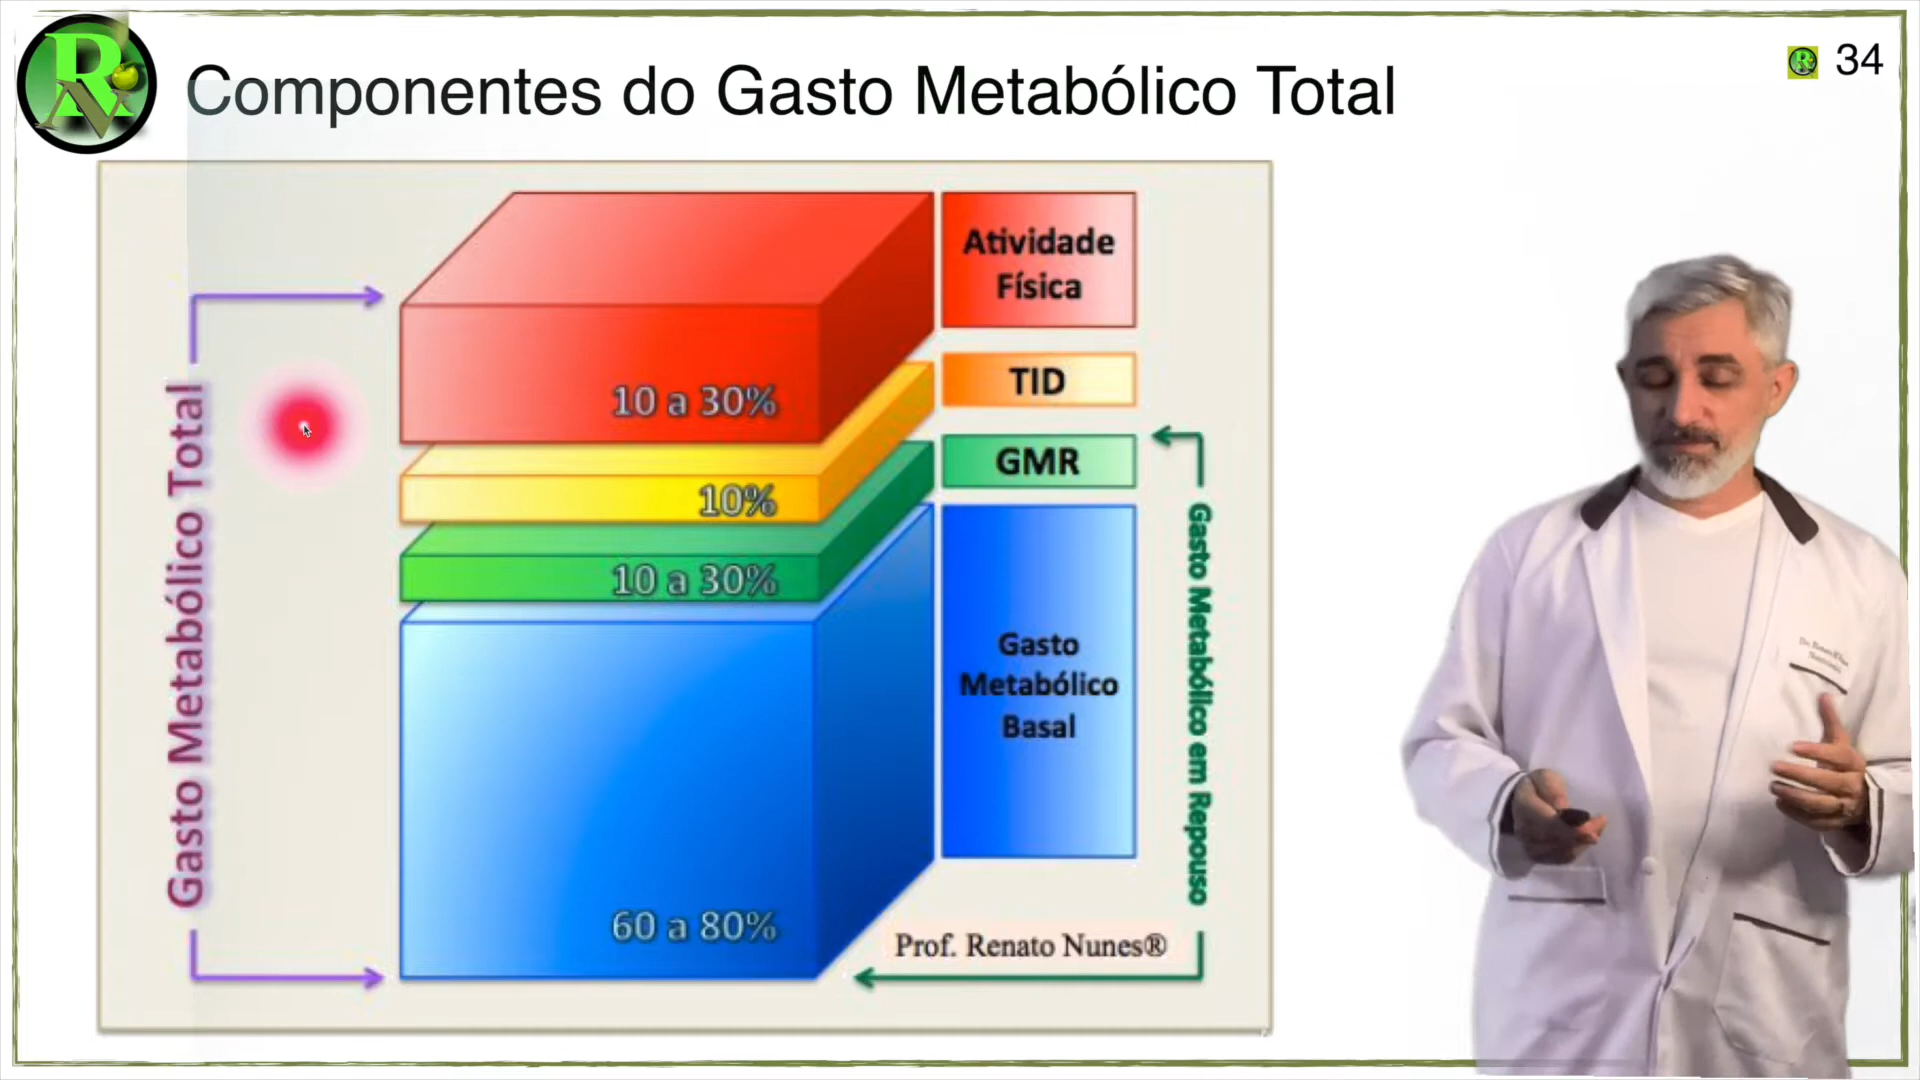 Componentes do Gasto Metabólico Total
34
Atividade
Física
10 a 30%
TID
10%
GMR
10 a 30%
Gasto
Metabólico
Basal
60 a 80%
Gasto Metabólico Total
Gasto Metabólico em Repouso
Prof. Renato Nunes®